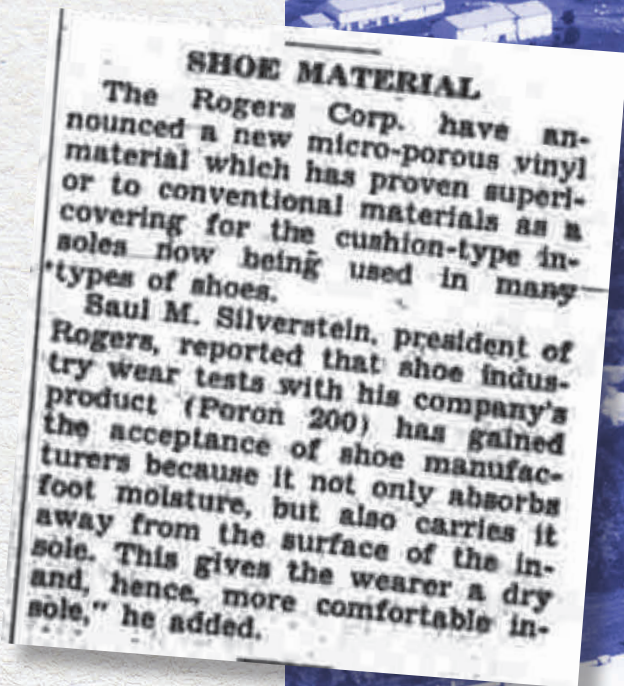 SHOE MATERIAL
The Rogers Corp. have an-
nounced a new micro-porous vinyl
material which has proven superi-
or to conventional materials as a
covering for the cushion-type in-
soles now being used in many
types of shoes.
Saul M. Silverstein, president of
Rogers, reported that shoe indus-
try wear tests with his company's
product (Poron 200) has gained
the acceptance of shoe manufac-
turers because it not only absorbs
foot moisture, but also carries it
away from the surface of the in-
sole. This gives the wearer a dry
and, hence, more comfortable in-
sole," he added.